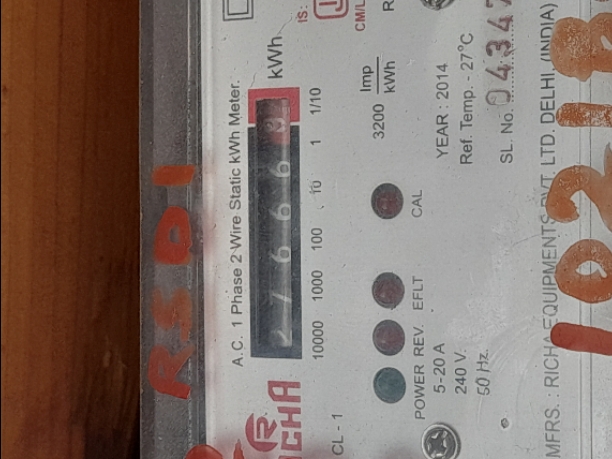 RSDI
A.C. 1 Phase 2 Wire Static kWh Meter.
kWh
IS:
10000 1000 100 10 1 1/10
CL - 1
CM/L
POWER REV. EFLT CAL
3200 Imp/kWh
5-20 A
240 V.
50 Hz.
YEAR : 2014
Ref. Temp. - 27°C
SL. No.
MFRS. : RICHA EQUIPMENTS PVT. LTD. DELHI. (INDIA)